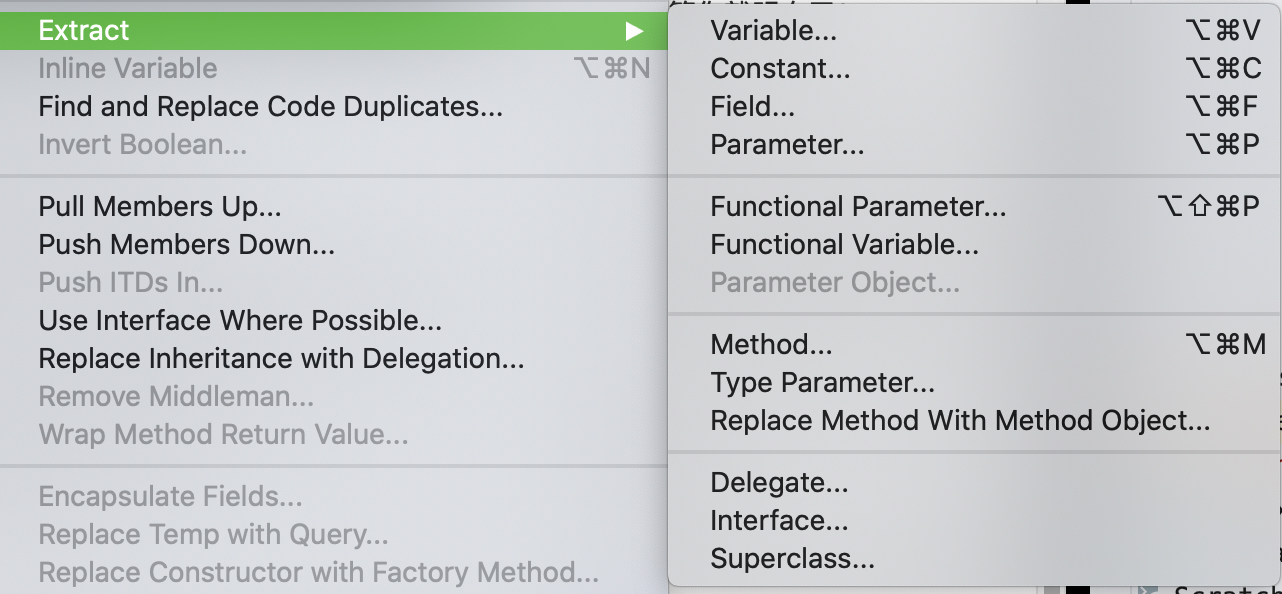 Extract ▶
Inline Variable ⌥⌘N
Find and Replace Code Duplicates...
Invert Boolean...
Pull Members Up...
Push Members Down...
Push ITDs In...
Use Interface Where Possible...
Replace Inheritance with Delegation...
Remove Middleman...
Wrap Method Return Value...
Encapsulate Fields...
Replace Temp with Query...
Replace Constructor with Factory Method...
Variable... ⌥⌘V
Constant... ⌥⌘C
Field... ⌥⌘F
Parameter... ⌥⌘P
Functional Parameter... ⌥⇧⌘P
Functional Variable...
Parameter Object...
Method... ⌥⌘M
Type Parameter...
Replace Method With Method Object...
Delegate...
Interface...
Superclass...